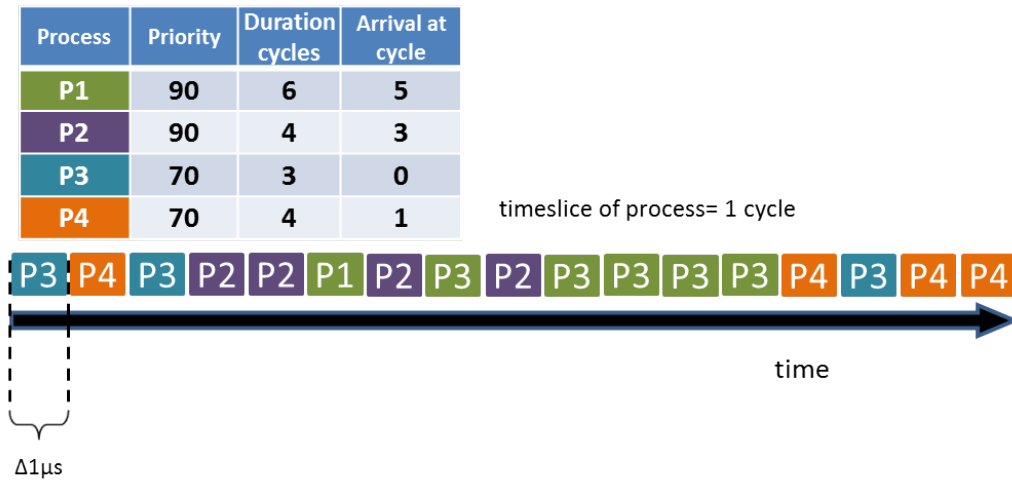 Process Priority Duration cycles Arrival at cycle
P1 90 6 5
P2 90 4 3
P3 70 3 0
P4 70 4 1
timeslice of process= 1 cycle
P3 P4 P3 P2 P2 P1 P2 P3 P2 P3 P3 P3 P3 P4 P3 P4 P4
time
Δ1μs